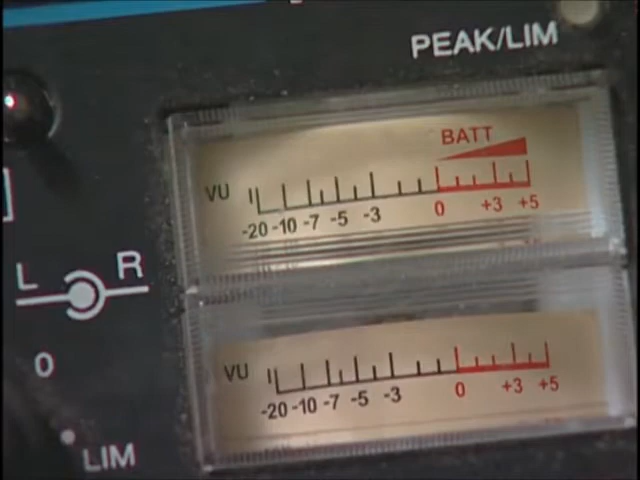 PEAK/LIM
BATT
VU
-20 -10 -7 -5 -3 0 +3 +5
L R
VU
0
-20 -10 -7 -5 -3 0 +3 +5
LIM